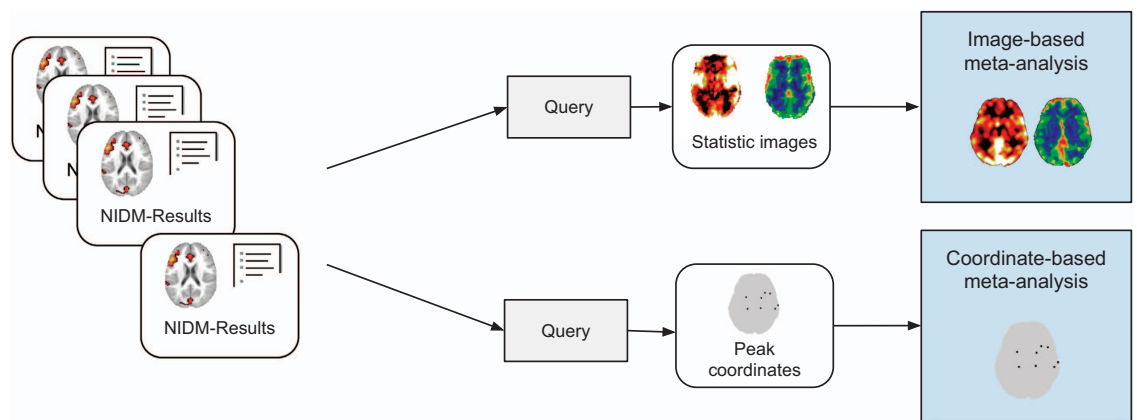 NIDM-Results
NIDM-Results
Query
Statistic images
Image-based
meta-analysis
Query
Peak
coordinates
Coordinate-based
meta-analysis